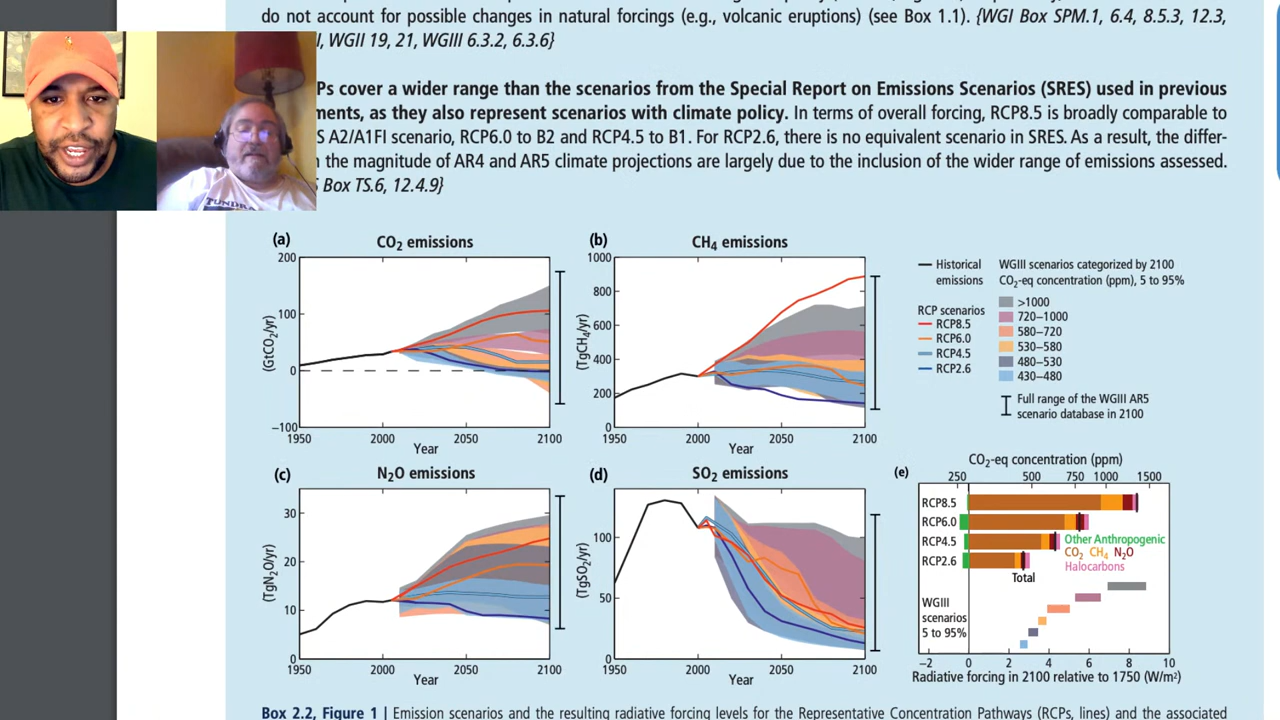 do not account for possible changes in natural forcings (e.g., volcanic eruptions) (see Box 1.1). {WGI Box SPM.1, 6.4, 8.5.3, 12.3,
I, WGII 19, 21, WGIII 6.3.2, 6.3.6}
Ps cover a wider range than the scenarios from the Special Report on Emissions Scenarios (SRES) used in previous
ments, as they also represent scenarios with climate policy. In terms of overall forcing, RCP8.5 is broadly comparable to
S A2/A1FI scenario, RCP6.0 to B2 and RCP4.5 to B1. For RCP2.6, there is no equivalent scenario in SRES. As a result, the differ-
n the magnitude of AR4 and AR5 climate projections are largely due to the inclusion of the wider range of emissions assessed.
Box TS.6, 12.4.9}
TUNDRA
(a) CO2 emissions
200
100
0
−100
(GtCO2/yr)
1950 2000 2050 2100
Year
(b) CH4 emissions
1000
800
600
400
200
0
(TgCH4/yr)
1950 2000 2050 2100
Year
Historical
emissions
RCP scenarios
RCP8.5
RCP6.0
RCP4.5
RCP2.6
WGIII scenarios categorized by 2100
CO2-eq concentration (ppm), 5 to 95%
>1000
720–1000
580–720
530–580
480–530
430–480
Full range of the WGIII AR5
scenario database in 2100
(c) N2O emissions
30
20
10
0
(TgN2O/yr)
1950 2000 2050 2100
Year
(d) SO2 emissions
100
50
0
(TgSO2/yr)
1950 2000 2050 2100
Year
(e) CO2-eq concentration (ppm)
250 500 750 1000 1500
RCP8.5
RCP6.0
RCP4.5
RCP2.6
Other Anthropogenic
CO2 CH4 N2O
Halocarbons
Total
WGIII
scenarios
5 to 95%
−2 0 2 4 6 8 10
Radiative forcing in 2100 relative to 1750 (W/m2)
Box 2.2, Figure 1 | Emission scenarios and the resulting radiative forcing levels for the Representative Concentration Pathways (RCPs, lines) and the associated